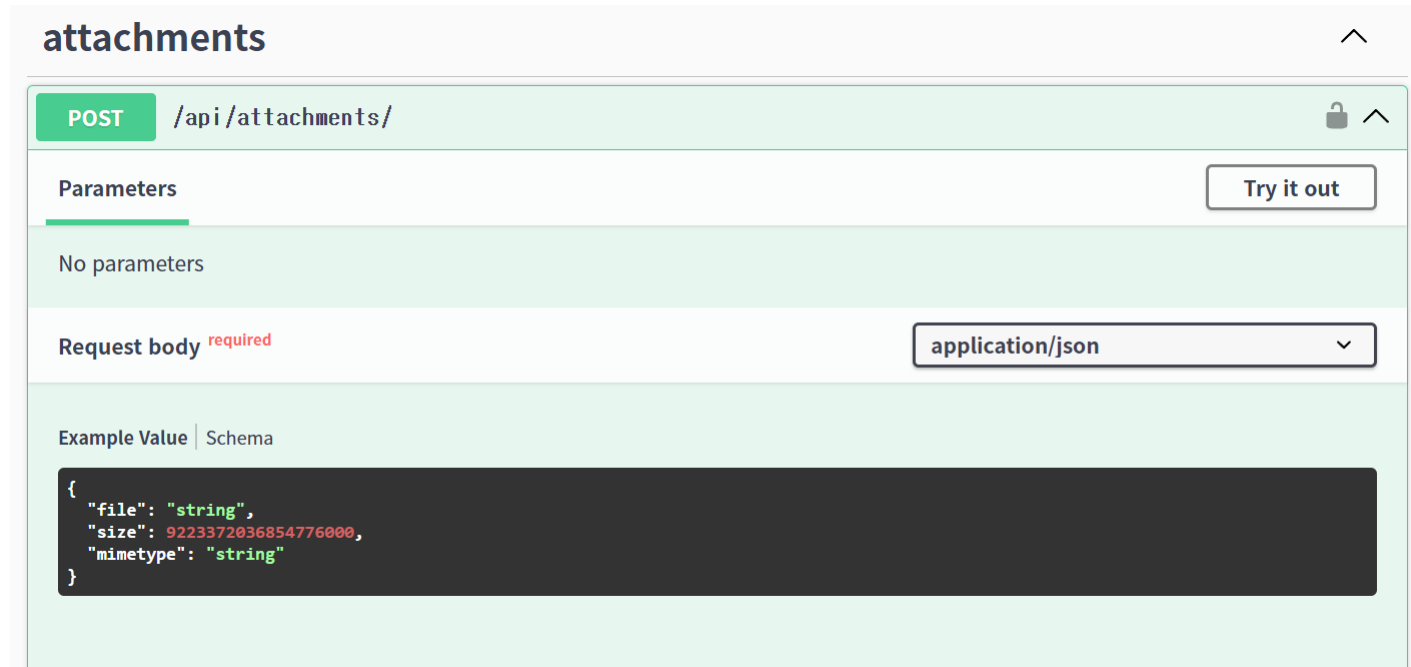 attachments
POST /api/attachments/
Parameters Try it out
No parameters
Request body required application/json
Example Value Schema
{
"file": "string",
"size": 9223372036854776000,
"mimetype": "string"
}